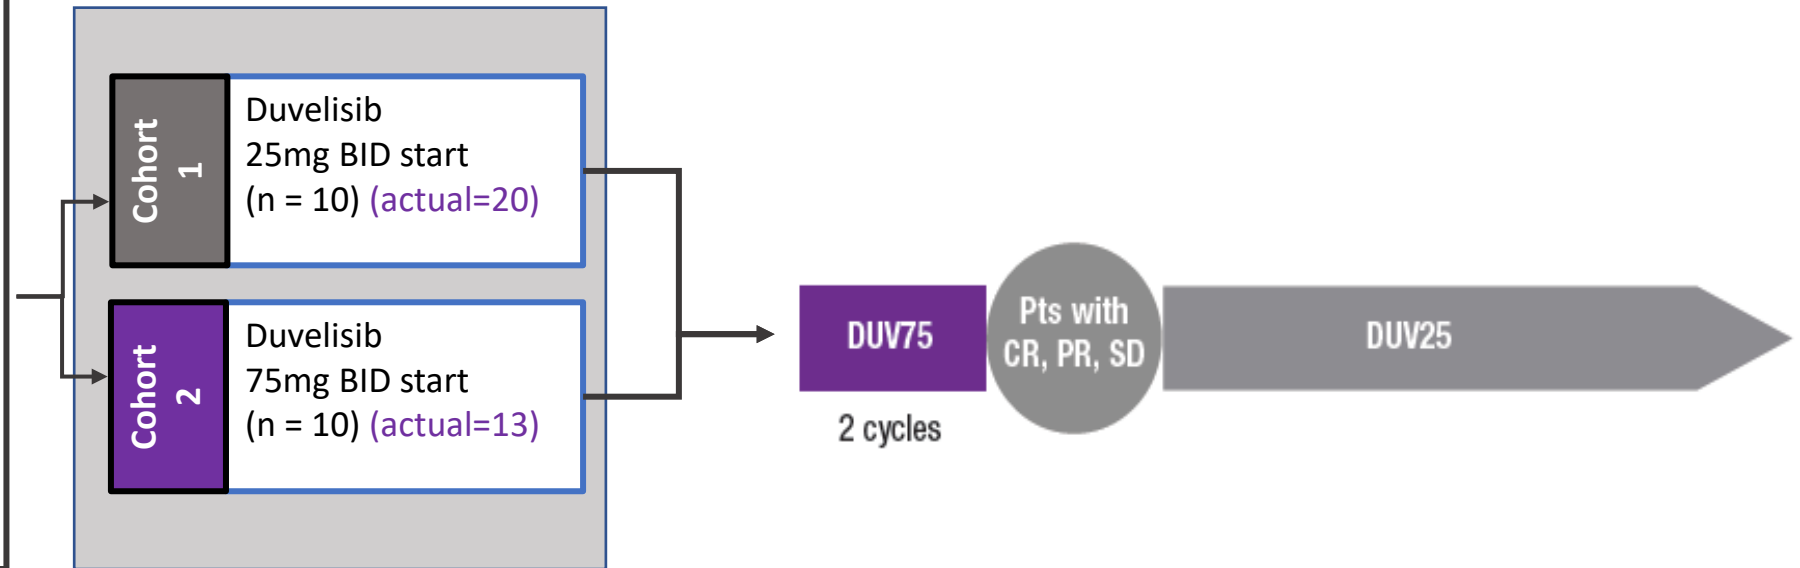 Cohort
1
Duvelisib
25mg BID start
(n = 10) (actual=20)
Cohort
2
Duvelisib
75mg BID start
(n = 10) (actual=13)
DUV75
2 cycles
Pts with
CR, PR, SD
DUV25